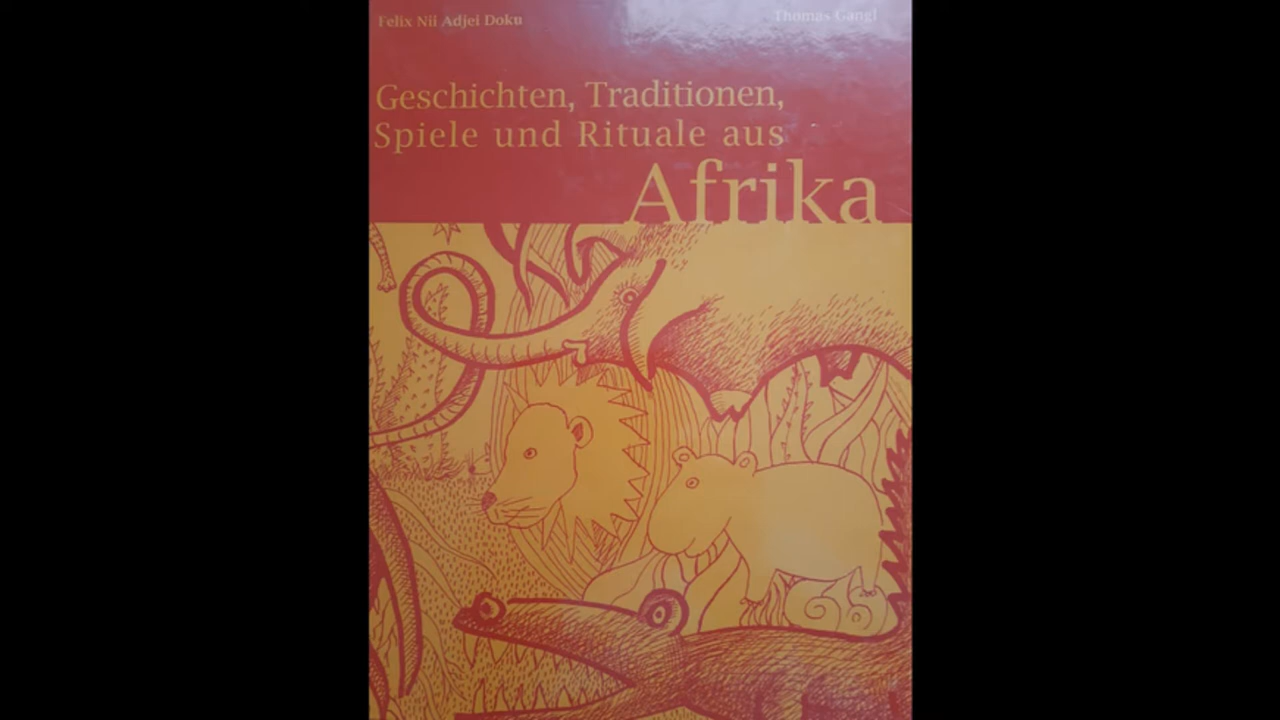 Felix Nii Adjei Doku
Thomas Gangl
Geschichten, Traditionen,
Spiele und Rituale aus
Afrika